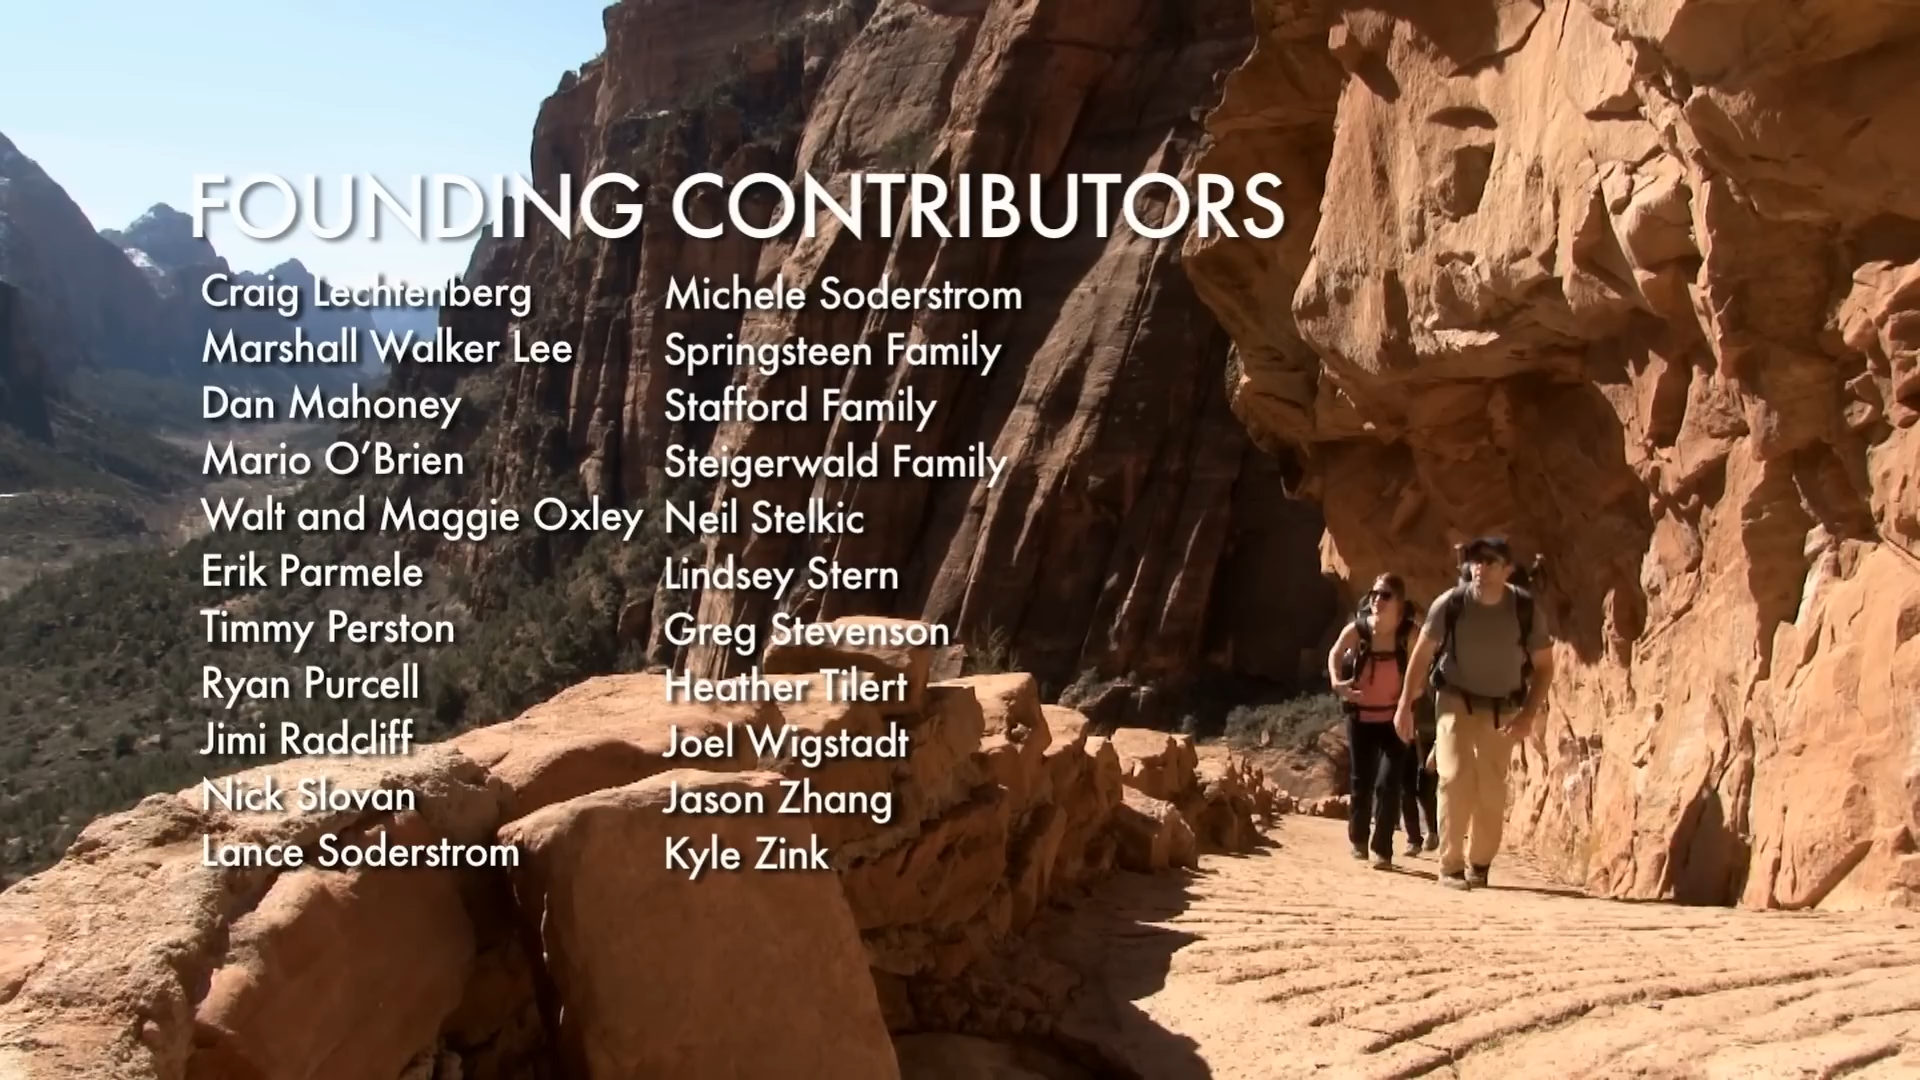 FOUNDING CONTRIBUTORS
Craig Lechtenberg
Marshall Walker Lee
Dan Mahoney
Mario O’Brien
Walt and Maggie Oxley
Erik Parmele
Timmy Perston
Ryan Purcell
Jimi Radcliff
Nick Slovan
Lance Soderstrom
Michele Soderstrom
Springsteen Family
Stafford Family
Steigerwald Family
Neil Stelkic
Lindsey Stern
Greg Stevenson
Heather Tilert
Joel Wigstadt
Jason Zhang
Kyle Zink